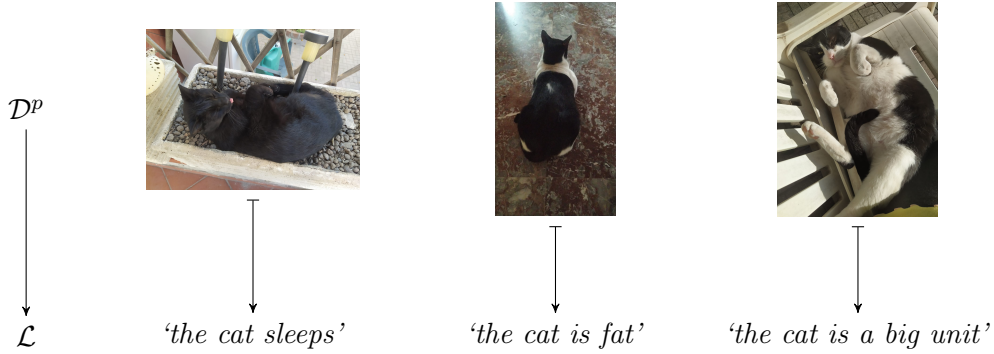 𝒟ᵖ
ℒ
‘the cat sleeps’
‘the cat is fat’
‘the cat is a big unit’